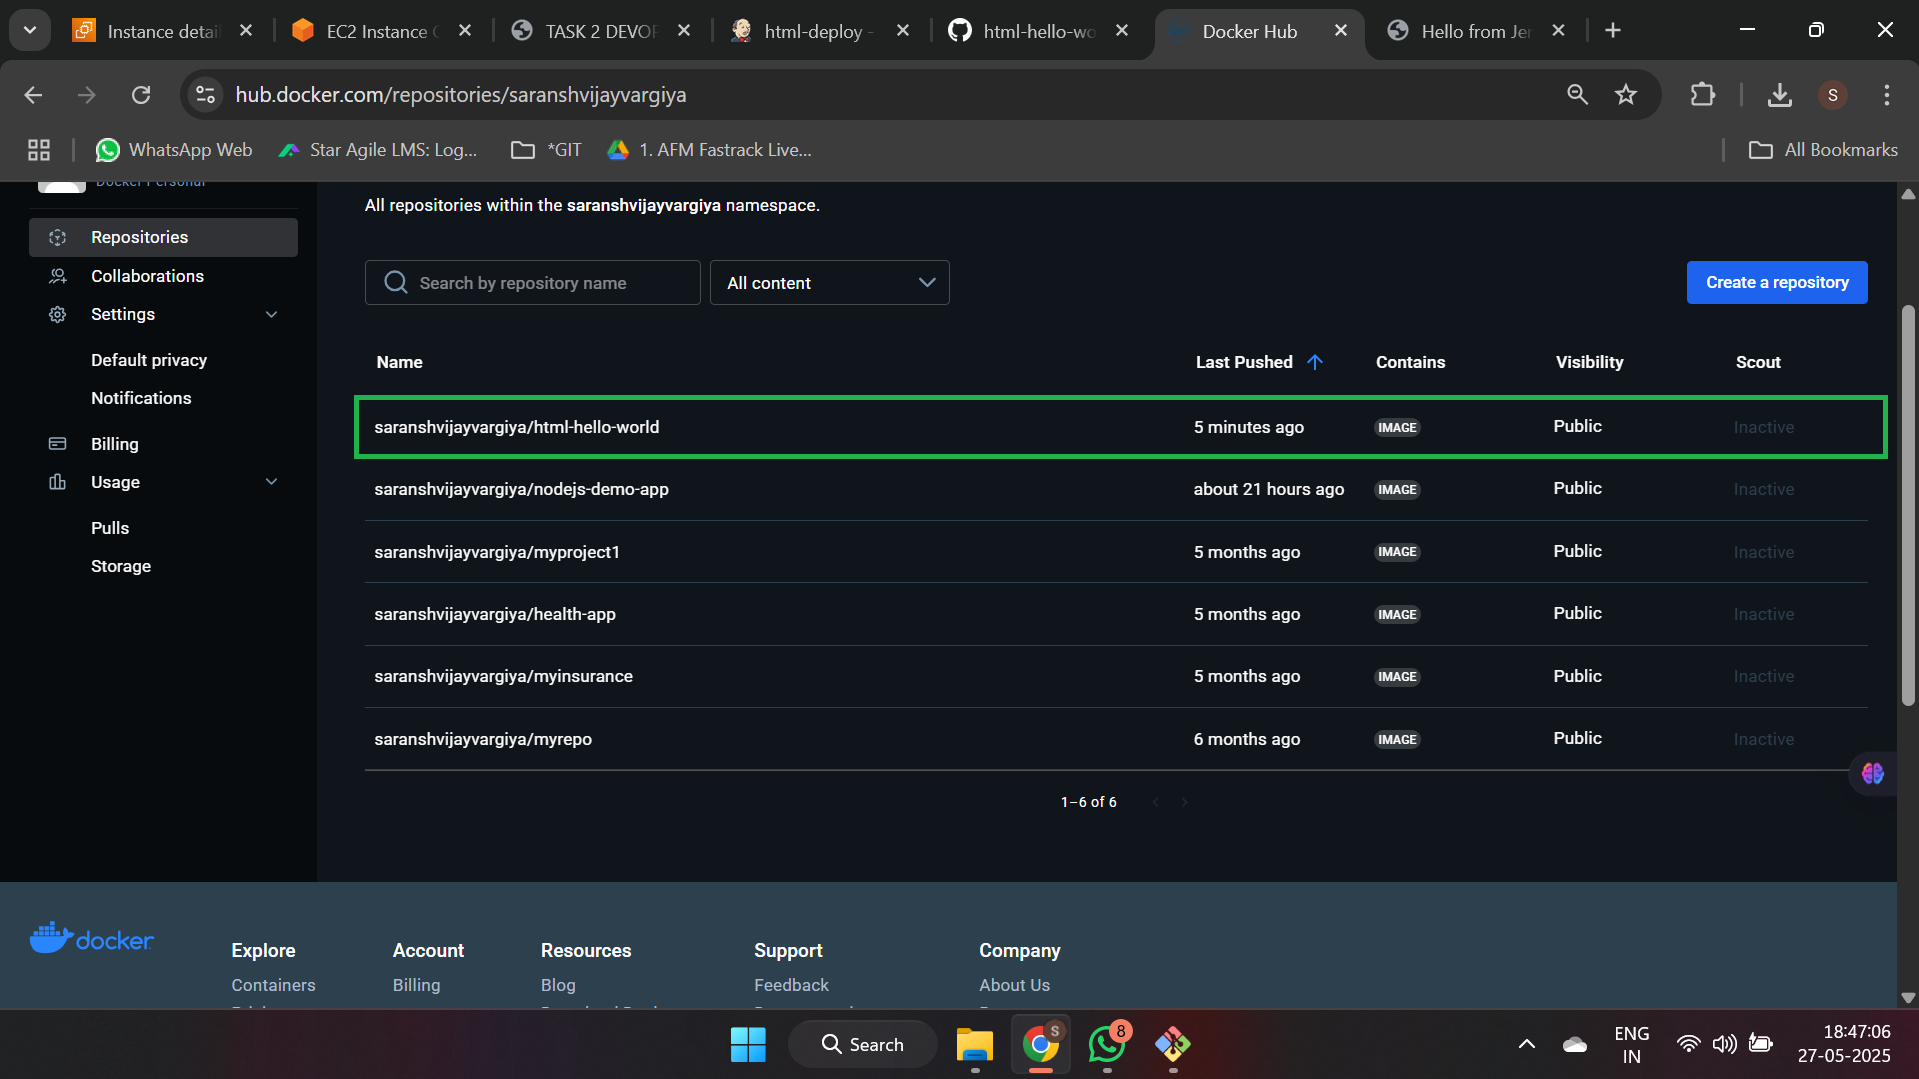 Instance detai
EC2 Instance C
TASK 2 DEVOP
html-deploy -
html-hello-wo
Docker Hub
Hello from Jen
hub.docker.com/repositories/saranshvijayvargiya
S
WhatsApp Web
Star Agile LMS: Log...
*GIT
1. AFM Fastrack Live...
All Bookmarks
Docker Personal
All repositories within the saranshvijayvargiya namespace.
Repositories
Collaborations
Settings
Default privacy
Notifications
Billing
Usage
Pulls
Storage
Search by repository name
All content
Create a repository
Name Last Pushed Contains Visibility Scout
saranshvijayvargiya/html-hello-world 5 minutes ago IMAGE Public Inactive
saranshvijayvargiya/nodejs-demo-app about 21 hours ago IMAGE Public Inactive
saranshvijayvargiya/myproject1 5 months ago IMAGE Public Inactive
saranshvijayvargiya/health-app 5 months ago IMAGE Public Inactive
saranshvijayvargiya/myinsurance 5 months ago IMAGE Public Inactive
saranshvijayvargiya/myrepo 6 months ago IMAGE Public Inactive
1–6 of 6
docker
Explore Account Resources Support Company
Containers Billing Blog Feedback About Us
Search
S
8
ENG
IN
18:47:06
27-05-2025